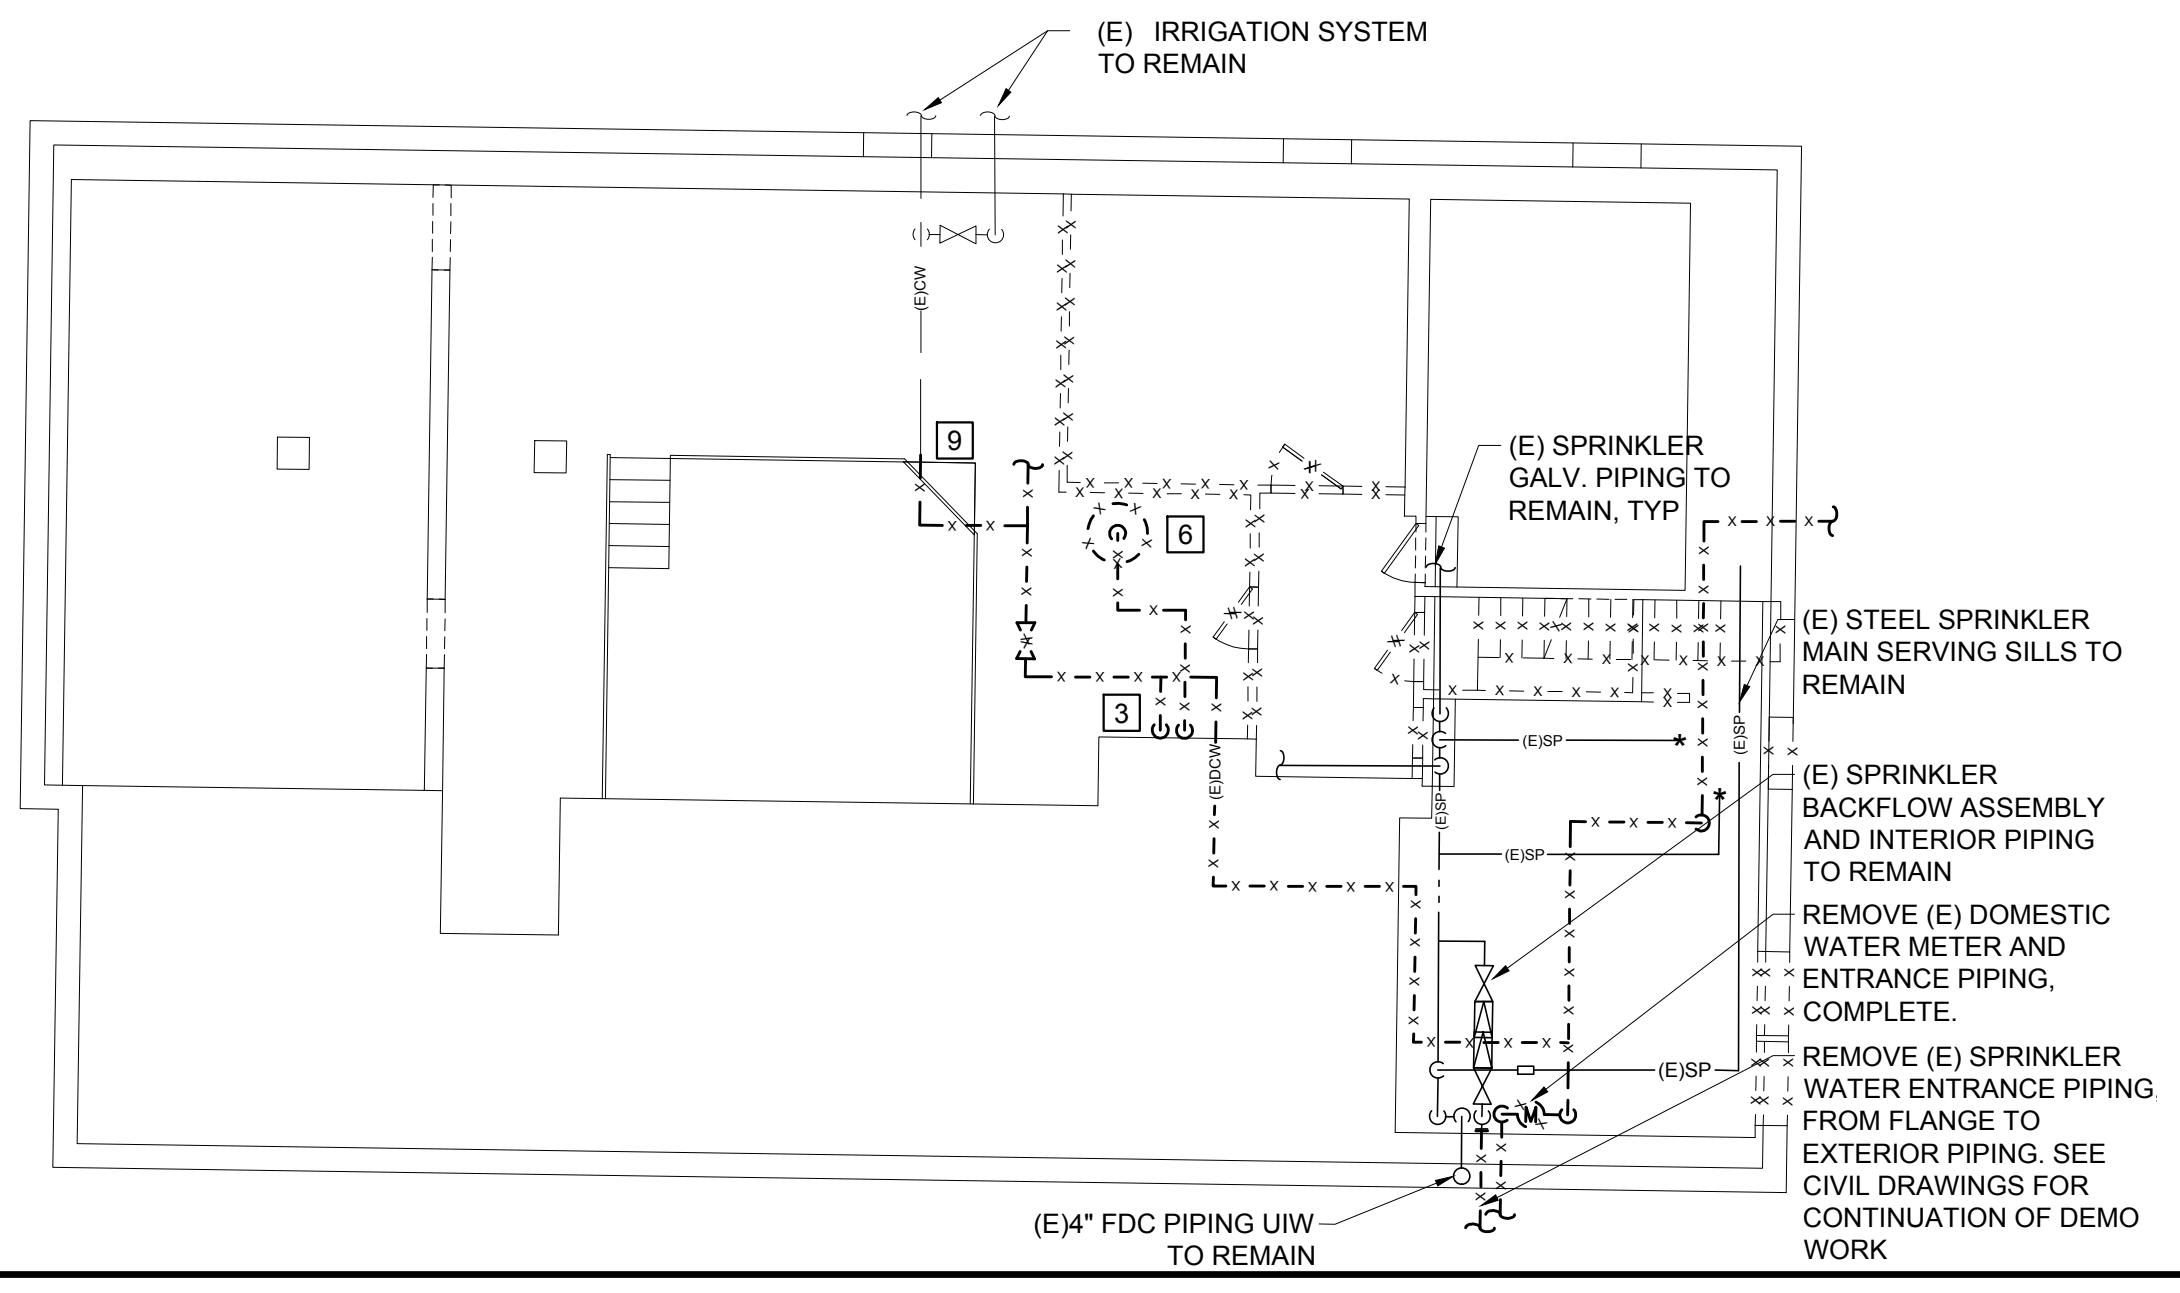 (E) IRRIGATION SYSTEM
TO REMAIN
(E)CW
9
(E) SPRINKLER
GALV. PIPING TO
REMAIN, TYP
6
(E) STEEL SPRINKLER
MAIN SERVING SILLS TO
REMAIN
3
(E)SP
(E)SP
(E)DCW
(E)SP
(E) SPRINKLER
BACKFLOW ASSEMBLY
AND INTERIOR PIPING
TO REMAIN
(E)SP
REMOVE (E) DOMESTIC
WATER METER AND
ENTRANCE PIPING,
COMPLETE.
(E)SP
REMOVE (E) SPRINKLER
WATER ENTRANCE PIPING,
FROM FLANGE TO
EXTERIOR PIPING. SEE
CIVIL DRAWINGS FOR
CONTINUATION OF DEMO
WORK
M
(E)4" FDC PIPING UIW
TO REMAIN